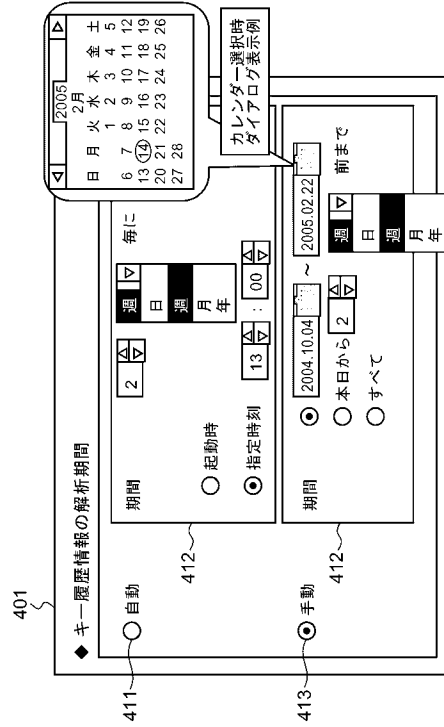 401
◆ キー履歴情報の解析期間
411
自動
412
期間
2
週
毎に
日
週
月
年
起動時
指定時刻
13 : 00
413
手動
412
期間
2004.10.04 ~ 2005.02.22
本日から 2 週 前まで
日
週
月
年
すべて
カレンダー選択時
ダイアログ表示例
2005
2月
日 月 火 水 木 金 土
1 2 3 4 5
6 7 8 9 10 11 12
13 14 15 16 17 18 19
20 21 22 23 24 25 26
27 28